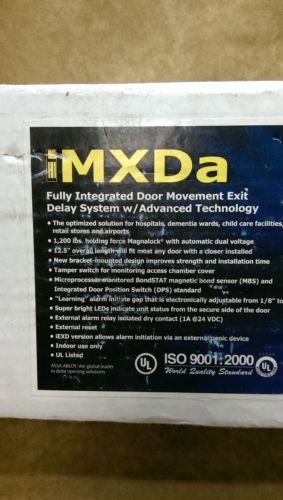 iMXDa
Fully Integrated Door Movement Exit
Delay System w/Advanced Technology
• The optimized solution for hospitals, dementia wards, child care facilities,
retail stores and airports
• 1,200 lbs. holding force Magnalock® with automatic dual voltage
• 12.5" overall length will fit most any door with a closer installed
• New bracket-mounted design improves strength and installation time
• Tamper switch for monitoring access chamber cover
• Microprocessor monitored BondSTAT magnetic bond sensor (MBS) and
Integrated Door Position Switch (DPS) standard
• "Learning" alarm initiate gap that is electronically adjustable from 1/8" to
• Super bright LEDs indicate unit status from the secure side of the door
• External alarm relay isolated dry contact (1A @24 VDC)
• External reset
• iEXD version allows alarm initiation via an external sonic device
• Indoor use only
• UL Listed
ASSA ABLOY, the global leader
in door opening solutions
UL
ISO 9001:2000
World Quality Standard
UL